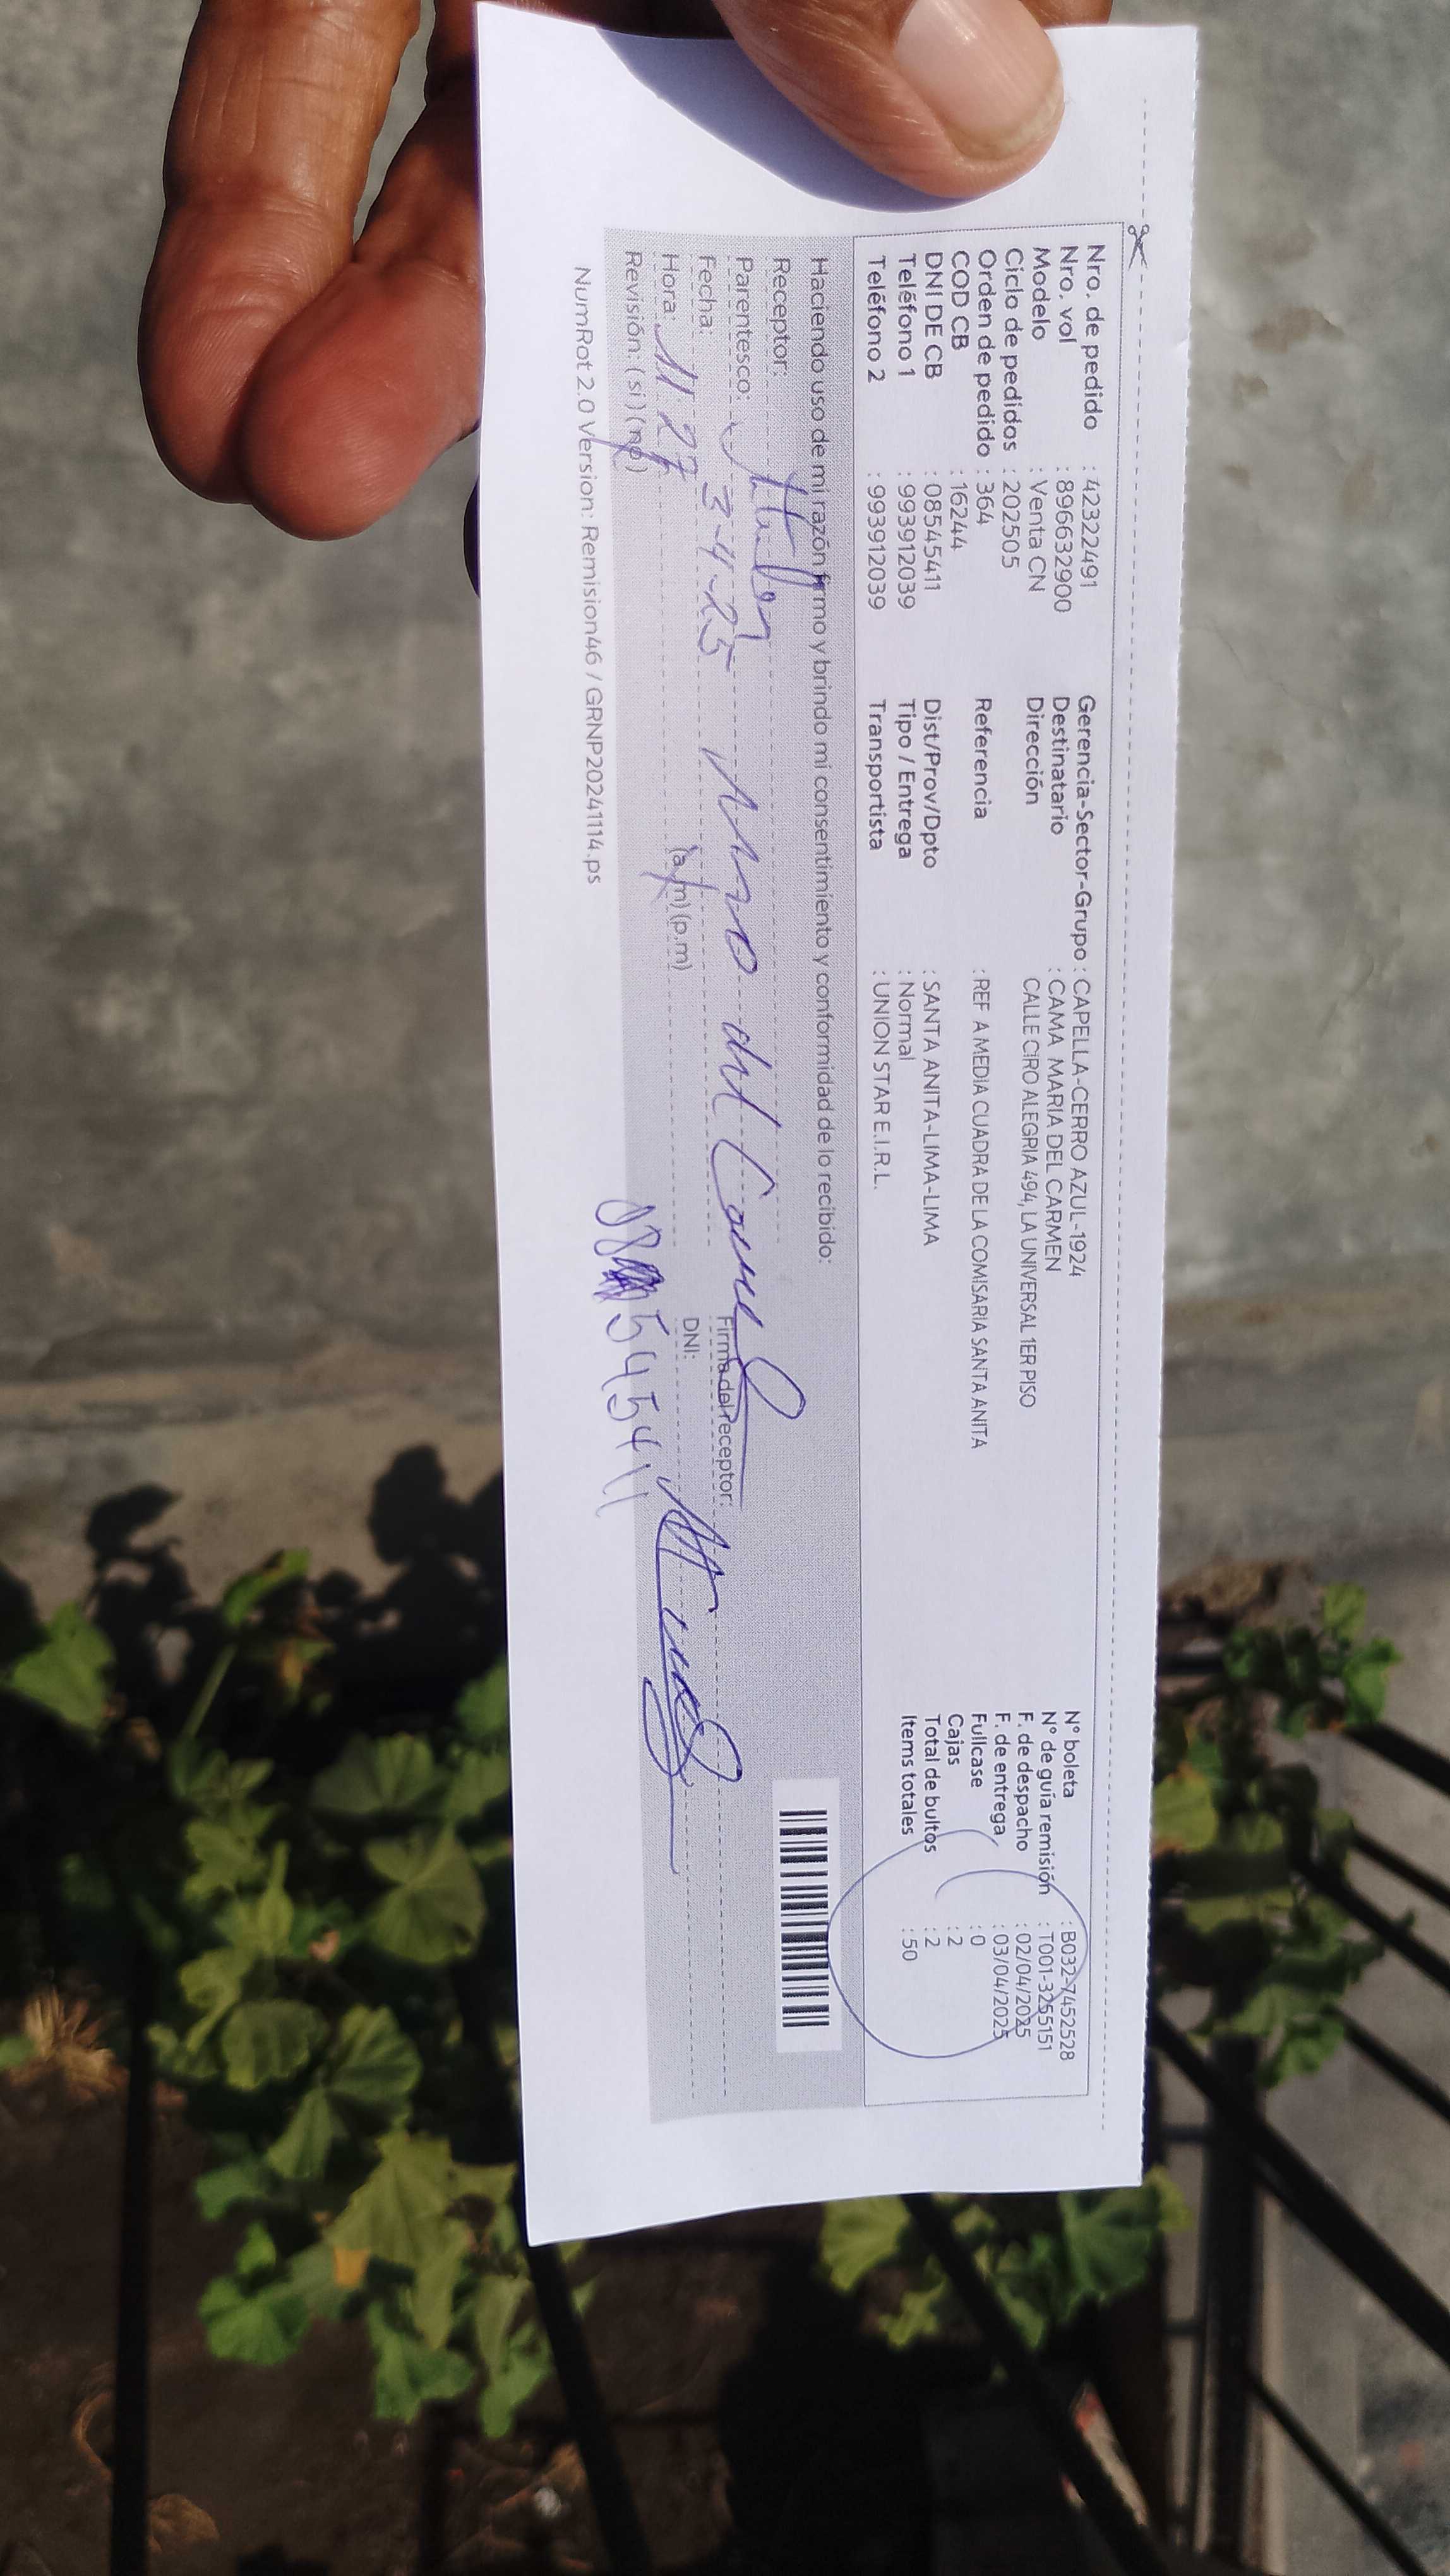 Nro. de pedido : 42322491
Nro. vol : 896632900
Modelo : Venta CN
Ciclo de pedidos : 202505
Orden de pedido : 364
COD CB : 16244
DNI DE CB : 08545411
Teléfono 1 : 993912039
Teléfono 2 : 993912039
Gerencia-Sector-Grupo : CAPELLA-CERRO AZUL-1924
Destinatario : CAMA MARIA DEL CARMEN
Dirección CALLE CIRO ALEGRIA 494, LA UNIVERSAL 1ER PISO
Referencia : REF A MEDIA CUADRA DE LA COMISARIA SANTA ANITA
Dist/Prov/Dpto : SANTA ANITA-LIMA-LIMA
Tipo / Entrega : Normal
Transportista : UNION STAR E.I.R.L.
N° boleta : B032-7452528
N° de guía remisión : T001-3255151
F. de despacho : 02/04/2025
F. de entrega : 03/04/2025
Fullcase : 0
Cajas : 2
Total de bultos : 2
Items totales : 50
Haciendo uso de mi razón firmo y brindo mi consentimiento y conformidad de lo recibido:
Receptor:
Parentesco:
Fecha: 3-4-25
Hora: 11 27 (a.m) (p.m)
Revisión: (si) (no)
del
Firma del receptor:
DNI:
545411
NumRot 2.0 Version: Remision46 / GRNP20241114.ps